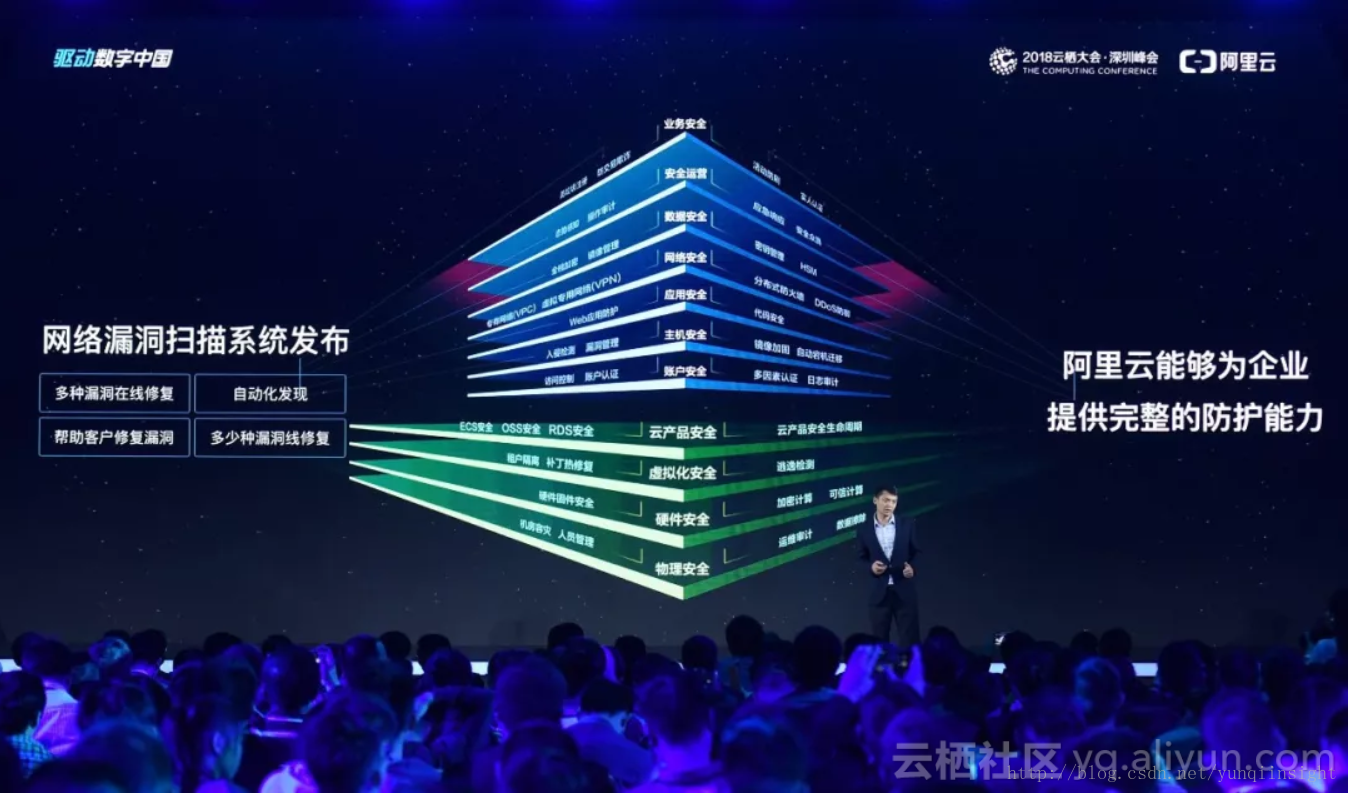 驱动数字中国
2018云栖大会·深圳峰会
THE COMPUTING CONFERENCE
阿里云
业务安全
活动防刷
实人认证
安全运营
态势感知 操作审计
应急响应 安全众测
数据安全
全栈加密 镜像管理
密钥管理 HSM
网络安全
专有网络(VPC) 虚拟专用网络(VPN)
分布式防火墙 DDoS防御
应用安全
Web应用防护
代码安全
主机安全
入侵检测 漏洞管理
镜像加固 自动宕机迁移
账户安全
访问控制 账户认证
多因素认证 日志审计
网络漏洞扫描系统发布
多种漏洞在线修复
自动化发现
帮助客户修复漏洞
多少种漏洞线修复
阿里云能够为企业
提供完整的防护能力
ECS安全 OSS安全 RDS安全
云产品安全
云产品安全生命周期
租户隔离 补丁热修复
虚拟化安全
逃逸检测
硬件固件安全
硬件安全
加密计算 可信计算
机房容灾 人员管理
物理安全
运维审计 数据擦除
云栖社区 yq.aliyun.com
http://blog.csdn.net/yunqiinsight